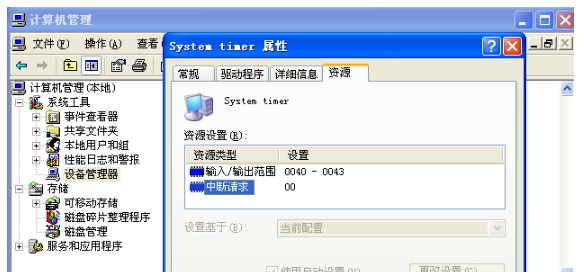 计算机管理
文件(F) 操作(A) 查看
System timer 属性
常规 驱动程序 详细信息 资源
System timer
资源设置(R):
资源类型 设置
输入/输出范围 0040 - 0043
中断请求 00
设置基于(B): 当前配置
使用自动设置(U) 更改设置(C)
计算机管理(本地)
系统工具
事件查看器
共享文件夹
本地用户和组
性能日志和警报
设备管理器
存储
可移动存储
磁盘碎片整理程序
磁盘管理
服务和应用程序